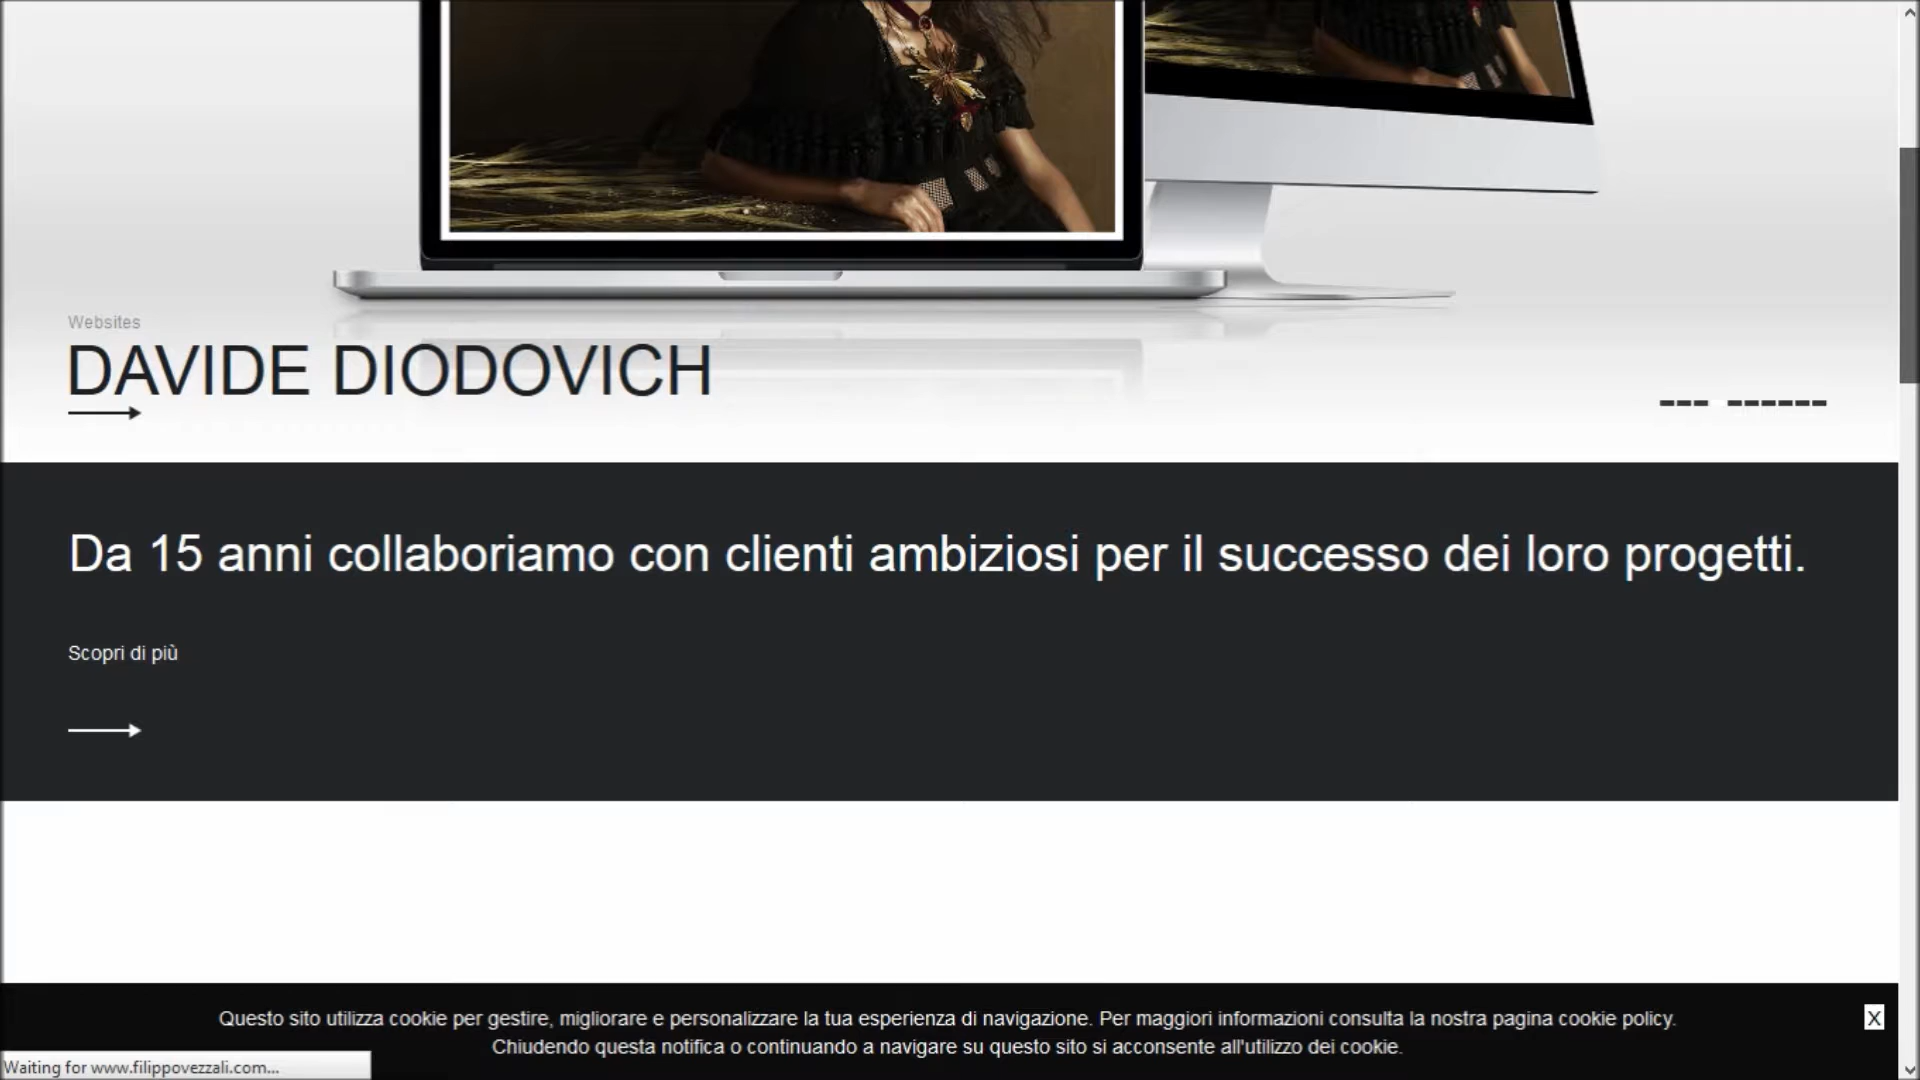 Websites
DAVIDE DIODOVICH
Da 15 anni collaboriamo con clienti ambiziosi per il successo dei loro progetti.
Scopri di più
Questo sito utilizza cookie per gestire, migliorare e personalizzare la tua esperienza di navigazione. Per maggiori informazioni consulta la nostra pagina cookie policy.
X
Chiudendo questa notifica o continuando a navigare su questo sito si acconsente all'utilizzo dei cookie.
Waiting for www.filippovezzali.com...